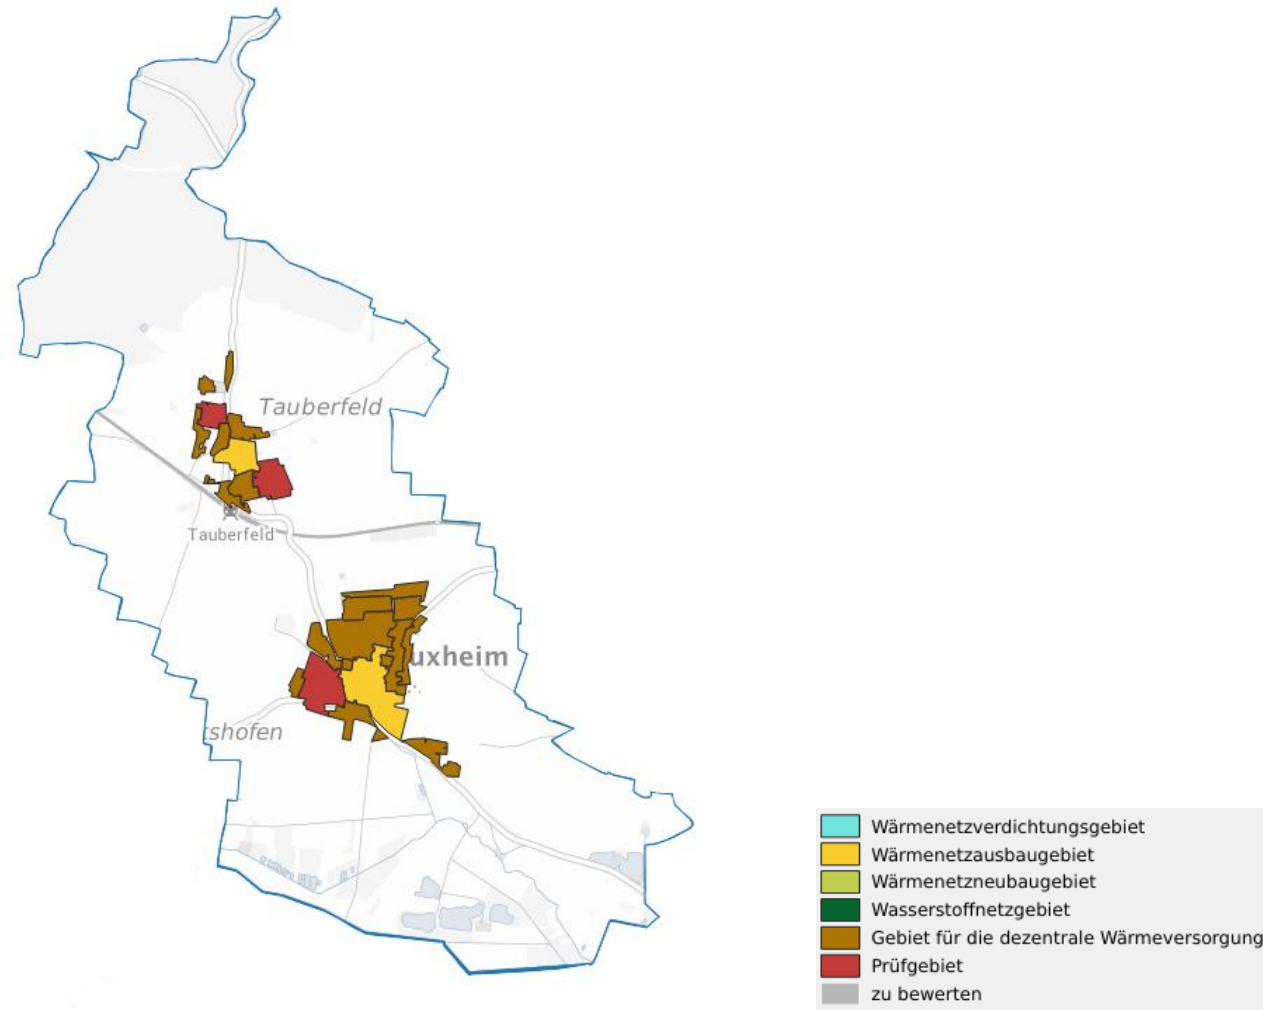 Tauberfeld
Tauberfeld
uxheim
shofen
Wärmenetzverdichtungsgebiet
Wärmenetzausbaugebiet
Wärmenetzneubaugebiet
Wasserstoffnetzgebiet
Gebiet für die dezentrale Wärmeversorgung
Prüfgebiet
zu bewerten